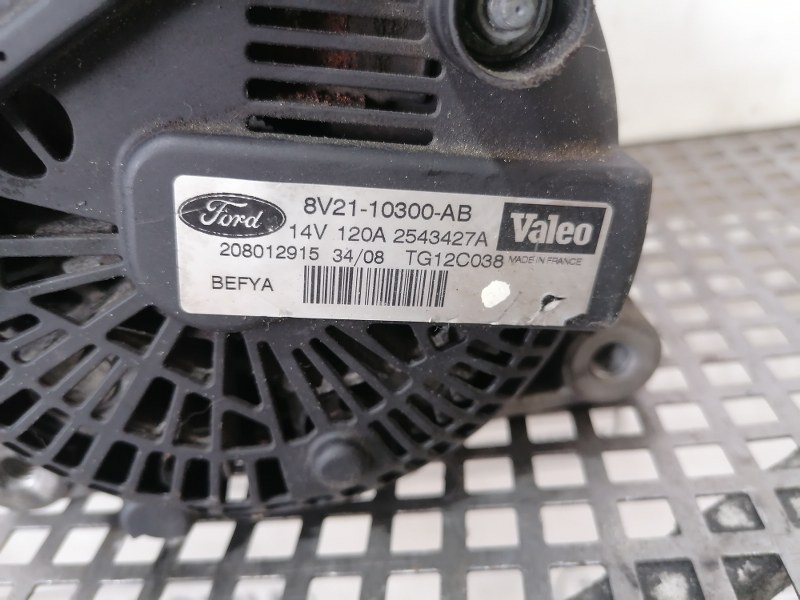 Ford 8V21-10300-AB Valeo
14V 120A 2543427A
208012915 34/08 TG12C038 MADE IN FRANCE
BEFYA